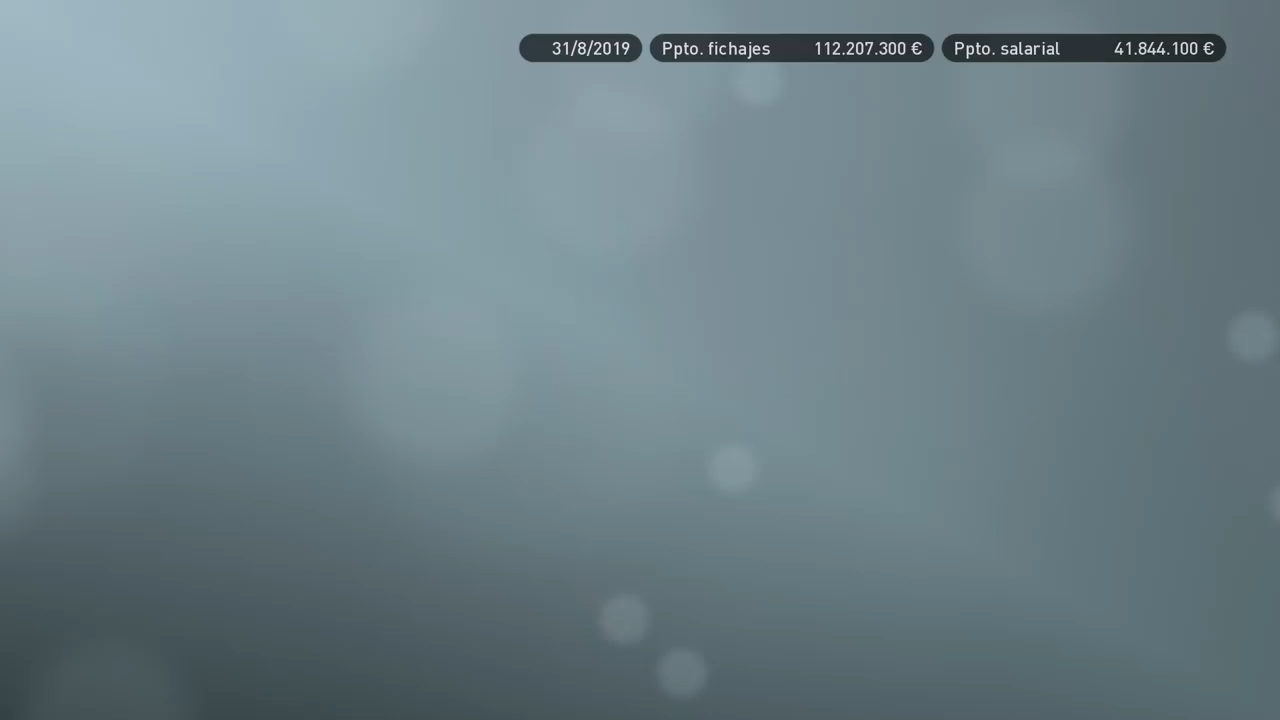 31/8/2019 Ppto. fichajes 112.207.300 € Ppto. salarial 41.844.100 €